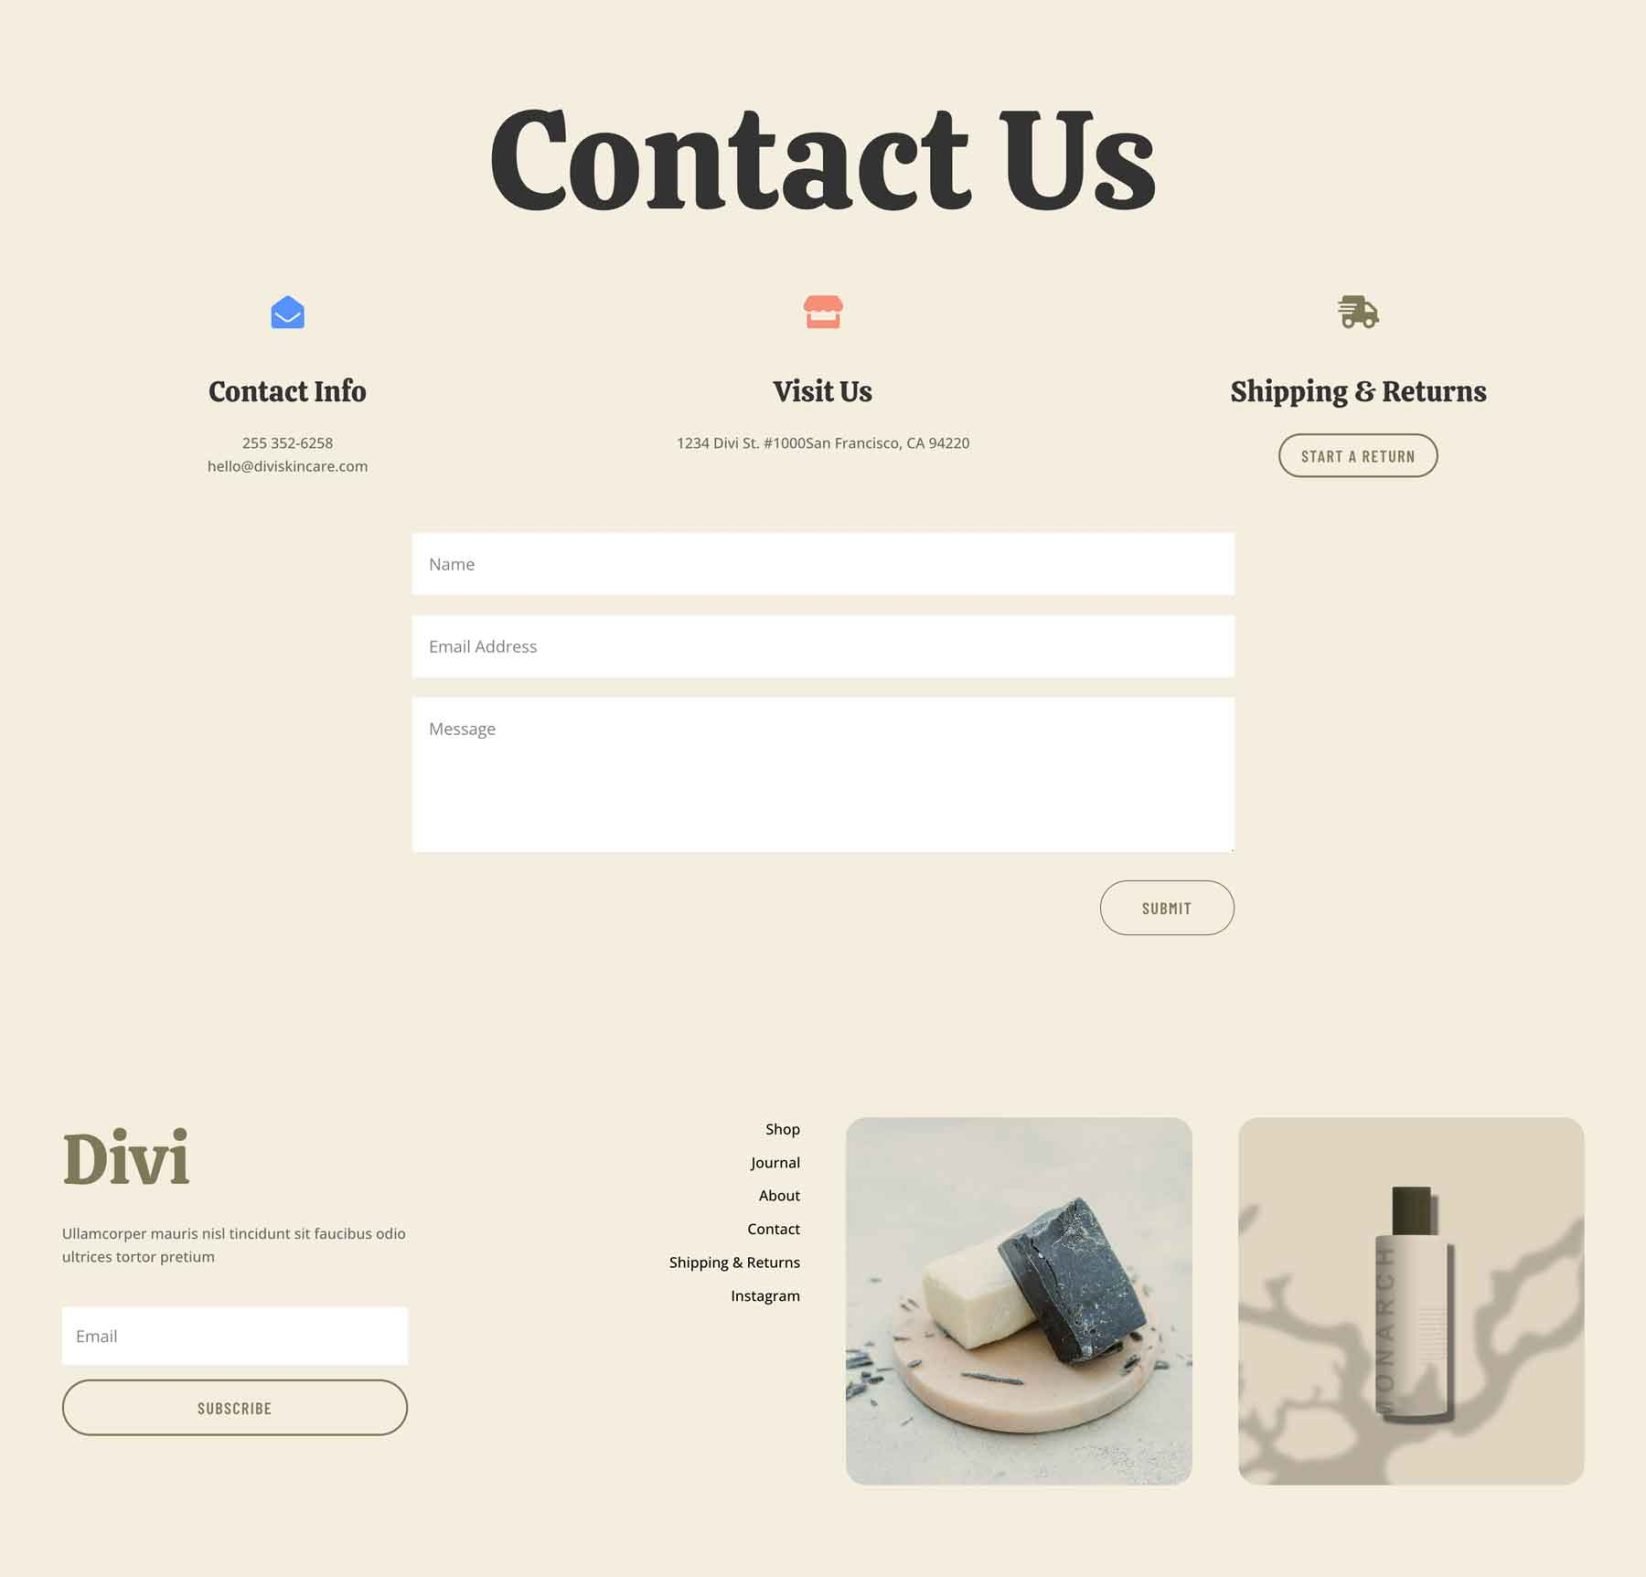 Contact Us
Contact Info
255 352-6258
hello@diviskincare.com
Visit Us
1234 Divi St. #1000San Francisco, CA 94220
Shipping & Returns
START A RETURN
Name
Email Address
Message
SUBMIT
Divi
Ullamcorper mauris nisl tincidunt sit faucibus odio
ultrices tortor pretium
Email
SUBSCRIBE
Shop
Journal
About
Contact
Shipping & Returns
Instagram
MONARCH